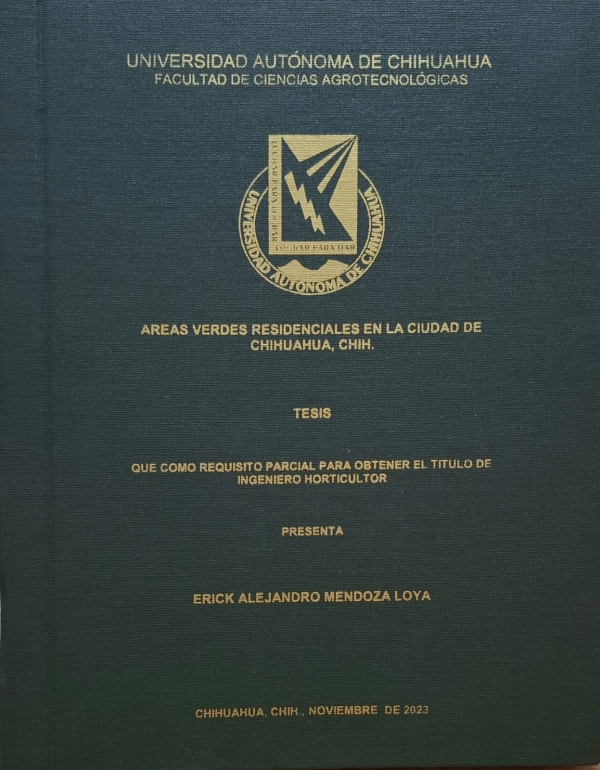 UNIVERSIDAD AUTÓNOMA DE CHIHUAHUA
FACULTAD DE CIENCIAS AGROTECNOLÓGICAS
LUCHAR PARA LOGRAR
LOGRAR PARA DAR
UNIVERSIDAD AUTONOMA DE CHIHUAHUA
AREAS VERDES RESIDENCIALES EN LA CIUDAD DE
CHIHUAHUA, CHIH.
TESIS
QUE COMO REQUISITO PARCIAL PARA OBTENER EL TITULO DE
INGENIERO HORTICULTOR
PRESENTA
ERICK ALEJANDRO MENDOZA LOYA
CHIHUAHUA, CHIH., NOVIEMBRE DE 2023